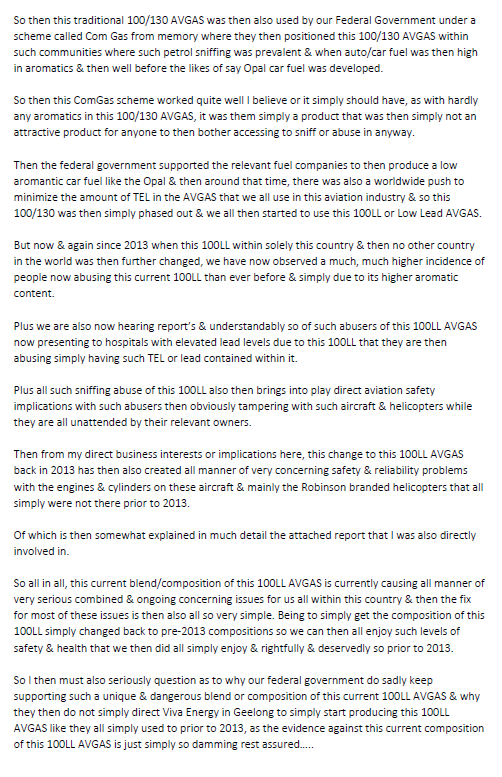 So then this traditional 100/130 AVGAS was then also used by our Federal Government under a
scheme called Com Gas from memory where they then positioned this 100/130 AVGAS within
such communities where such petrol sniffing was prevalent & when auto/car fuel was then high
in aromatics & then well before the likes of say Opal car fuel was developed.

So then this ComGas scheme worked quite well I believe or it simply should have, as with hardly
any aromatics in this 100/130 AVGAS, it was them simply a product that was then simply not an
attractive product for anyone to then bother accessing to sniff or abuse in anyway.

Then the federal government supported the relevant fuel companies to then produce a low
aromantic car fuel like the Opal & then around that time, there was also a worldwide push to
minimize the amount of TEL in the AVGAS that we all use in this aviation industry & so this
100/130 was then simply phased out & we all then started to use this 100LL or Low Lead AVGAS.

But now & again since 2013 when this 100LL within solely this country & then no other country
in the world was then further changed, we have now observed a much, much higher incidence of
people now abusing this current 100LL than ever before & simply due to its higher aromatic
content.

Plus we are also now hearing report's & understandably so of such abusers of this 100LL AVGAS
now presenting to hospitals with elevated lead levels due to this 100LL that they are then
abusing simply having such TEL or lead contained within it.

Plus all such sniffing abuse of this 100LL also then brings into play direct aviation safety
implications with such abusers then obviously tampering with such aircraft & helicopters while
they are all unattended by their relevant owners.

Then from my direct business interests or implications here, this change to this 100LL AVGAS
back in 2013 has then also created all manner of very concerning safety & reliability problems
with the engines & cylinders on these aircraft & mainly the Robinson branded helicopters that all
simply were not there prior to 2013.

Of which is then somewhat explained in much detail the attached report that I was also directly
involved in.

So all in all, this current blend/composition of this 100LL AVGAS is currently causing all manner of
very serious combined & ongoing concerning issues for us all within this country & then the fix
for most of these issues is then also all so very simple. Being to simply get the composition of this
100LL simply changed back to pre-2013 compositions so we can then all enjoy such levels of
safety & health that we then did all simply enjoy & rightfully & deservedly so prior to 2013.

So I then must also seriously question as to why our federal government do sadly keep
supporting such a unique & dangerous blend or composition of this current 100LL AVGAS & why
they then do not simply direct Viva Energy in Geelong to simply start producing this 100LL
AVGAS like they all simply used to prior to 2013, as the evidence against this current composition
of this 100LL AVGAS is just simply so damming rest assured.....